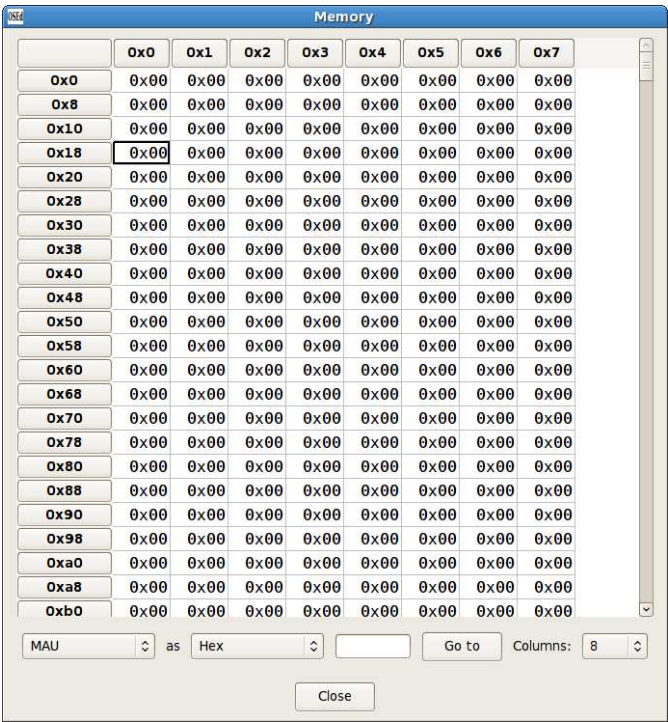 OSEd Memory
0x0 0x1 0x2 0x3 0x4 0x5 0x6 0x7
0x0 0x00 0x00 0x00 0x00 0x00 0x00 0x00 0x00
0x8 0x00 0x00 0x00 0x00 0x00 0x00 0x00 0x00
0x10 0x00 0x00 0x00 0x00 0x00 0x00 0x00 0x00
0x18 0x00 0x00 0x00 0x00 0x00 0x00 0x00 0x00
0x20 0x00 0x00 0x00 0x00 0x00 0x00 0x00 0x00
0x28 0x00 0x00 0x00 0x00 0x00 0x00 0x00 0x00
0x30 0x00 0x00 0x00 0x00 0x00 0x00 0x00 0x00
0x38 0x00 0x00 0x00 0x00 0x00 0x00 0x00 0x00
0x40 0x00 0x00 0x00 0x00 0x00 0x00 0x00 0x00
0x48 0x00 0x00 0x00 0x00 0x00 0x00 0x00 0x00
0x50 0x00 0x00 0x00 0x00 0x00 0x00 0x00 0x00
0x58 0x00 0x00 0x00 0x00 0x00 0x00 0x00 0x00
0x60 0x00 0x00 0x00 0x00 0x00 0x00 0x00 0x00
0x68 0x00 0x00 0x00 0x00 0x00 0x00 0x00 0x00
0x70 0x00 0x00 0x00 0x00 0x00 0x00 0x00 0x00
0x78 0x00 0x00 0x00 0x00 0x00 0x00 0x00 0x00
0x80 0x00 0x00 0x00 0x00 0x00 0x00 0x00 0x00
0x88 0x00 0x00 0x00 0x00 0x00 0x00 0x00 0x00
0x90 0x00 0x00 0x00 0x00 0x00 0x00 0x00 0x00
0x98 0x00 0x00 0x00 0x00 0x00 0x00 0x00 0x00
0xa0 0x00 0x00 0x00 0x00 0x00 0x00 0x00 0x00
0xa8 0x00 0x00 0x00 0x00 0x00 0x00 0x00 0x00
0xb0 0x00 0x00 0x00 0x00 0x00 0x00 0x00 0x00
MAU as Hex Go to Columns: 8
Close